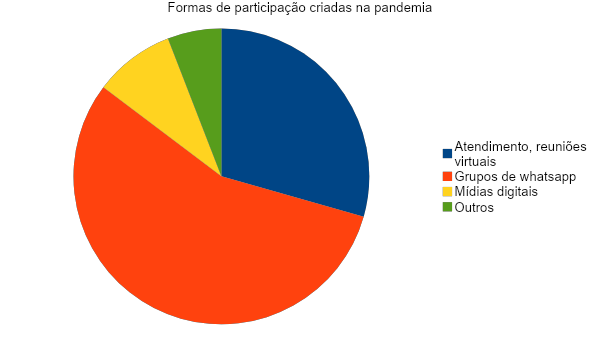 Formas de participação criadas na pandemia
Atendimento, reuniões
virtuais
Grupos de whatsapp
Mídias digitais
Outros